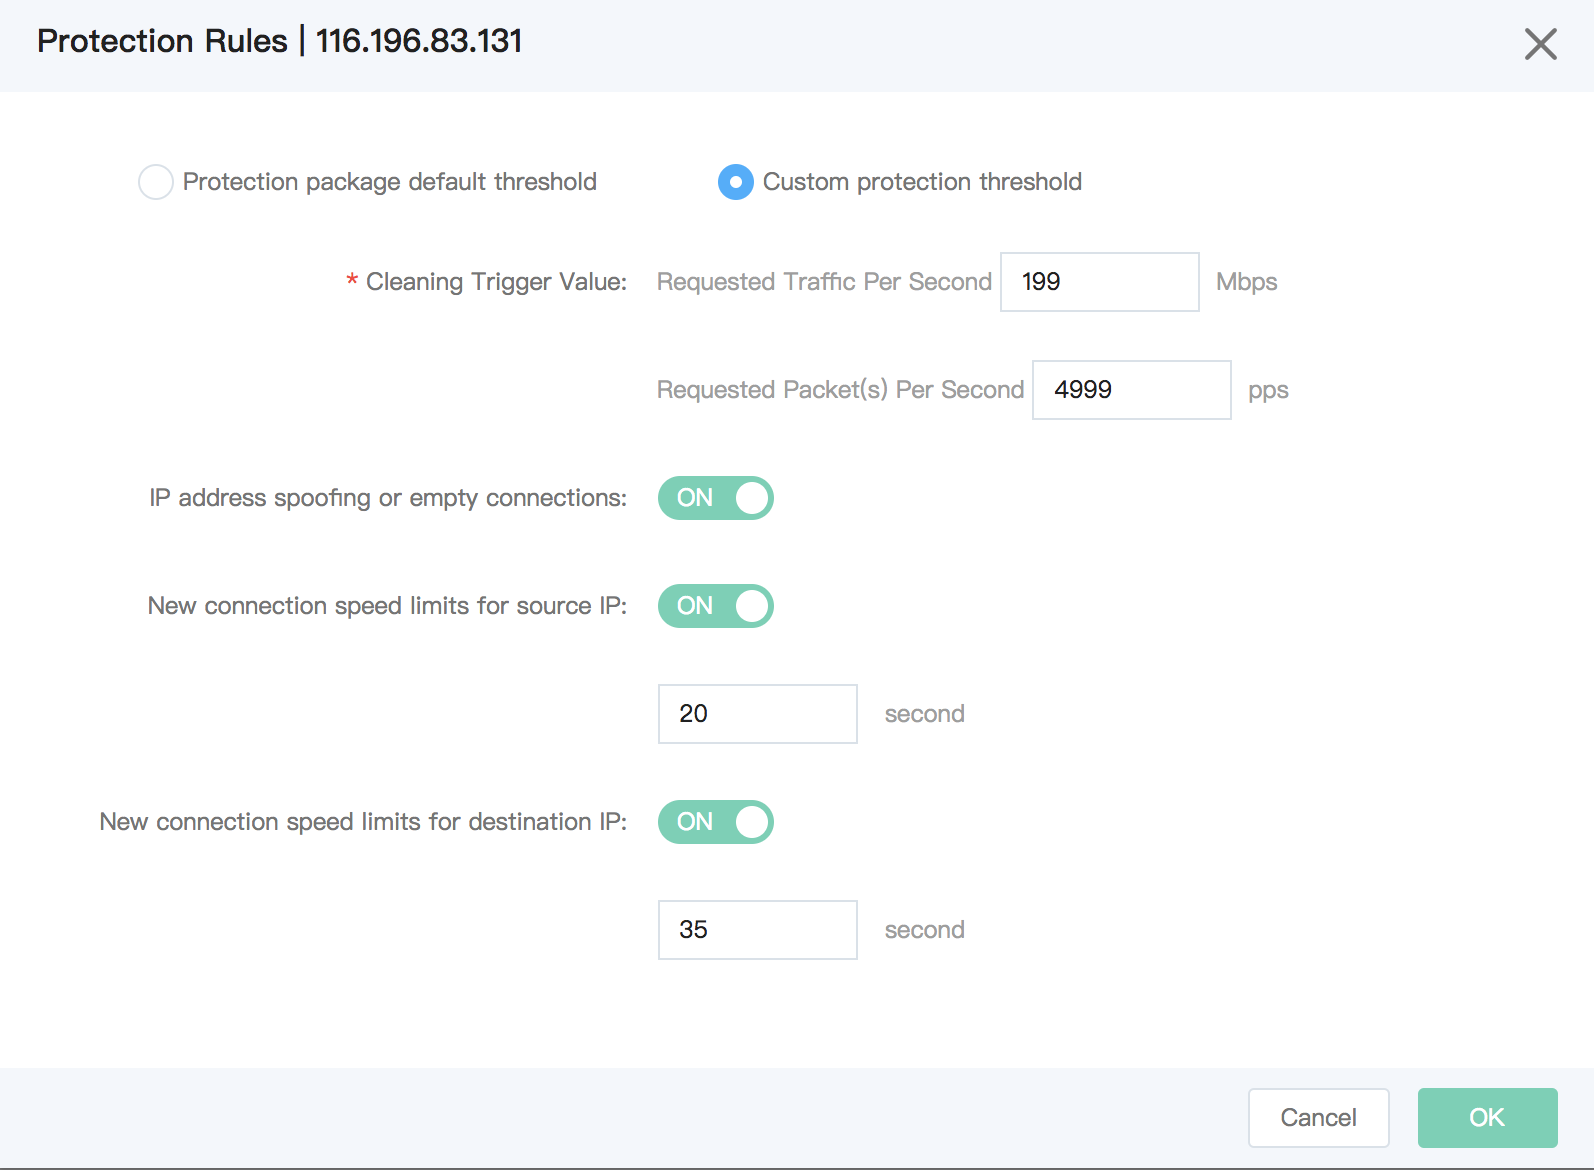 Protection Rules | 116.196.83.131
Protection package default threshold
Custom protection threshold
* Cleaning Trigger Value: Requested Traffic Per Second 199 Mbps
Requested Packet(s) Per Second 4999 pps
IP address spoofing or empty connections: ON
New connection speed limits for source IP: ON
20 second
New connection speed limits for destination IP: ON
35 second
Cancel OK